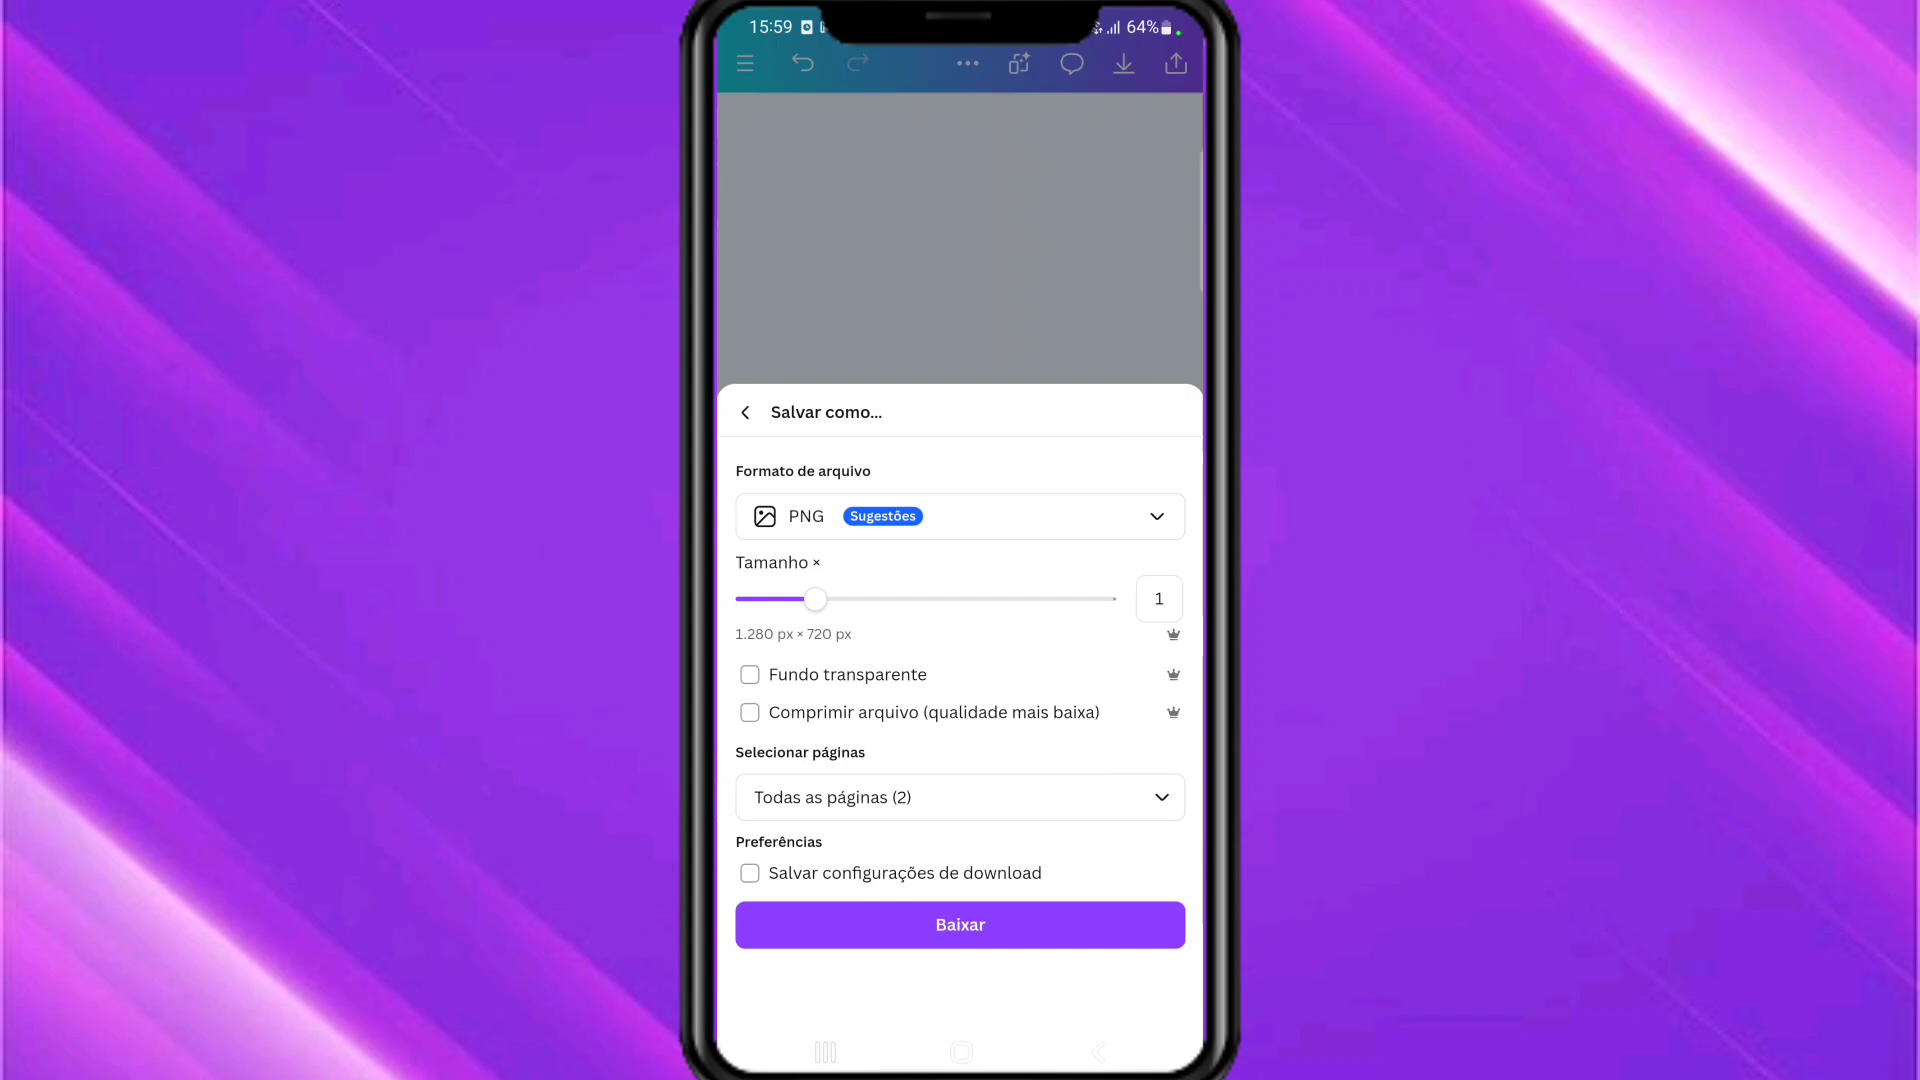 15:59
64%
Salvar como...
Formato de arquivo
PNG Sugestões
Tamanho ×
1
1.280 px × 720 px
Fundo transparente
Comprimir arquivo (qualidade mais baixa)
Selecionar páginas
Todas as páginas (2)
Preferências
Salvar configurações de download
Baixar